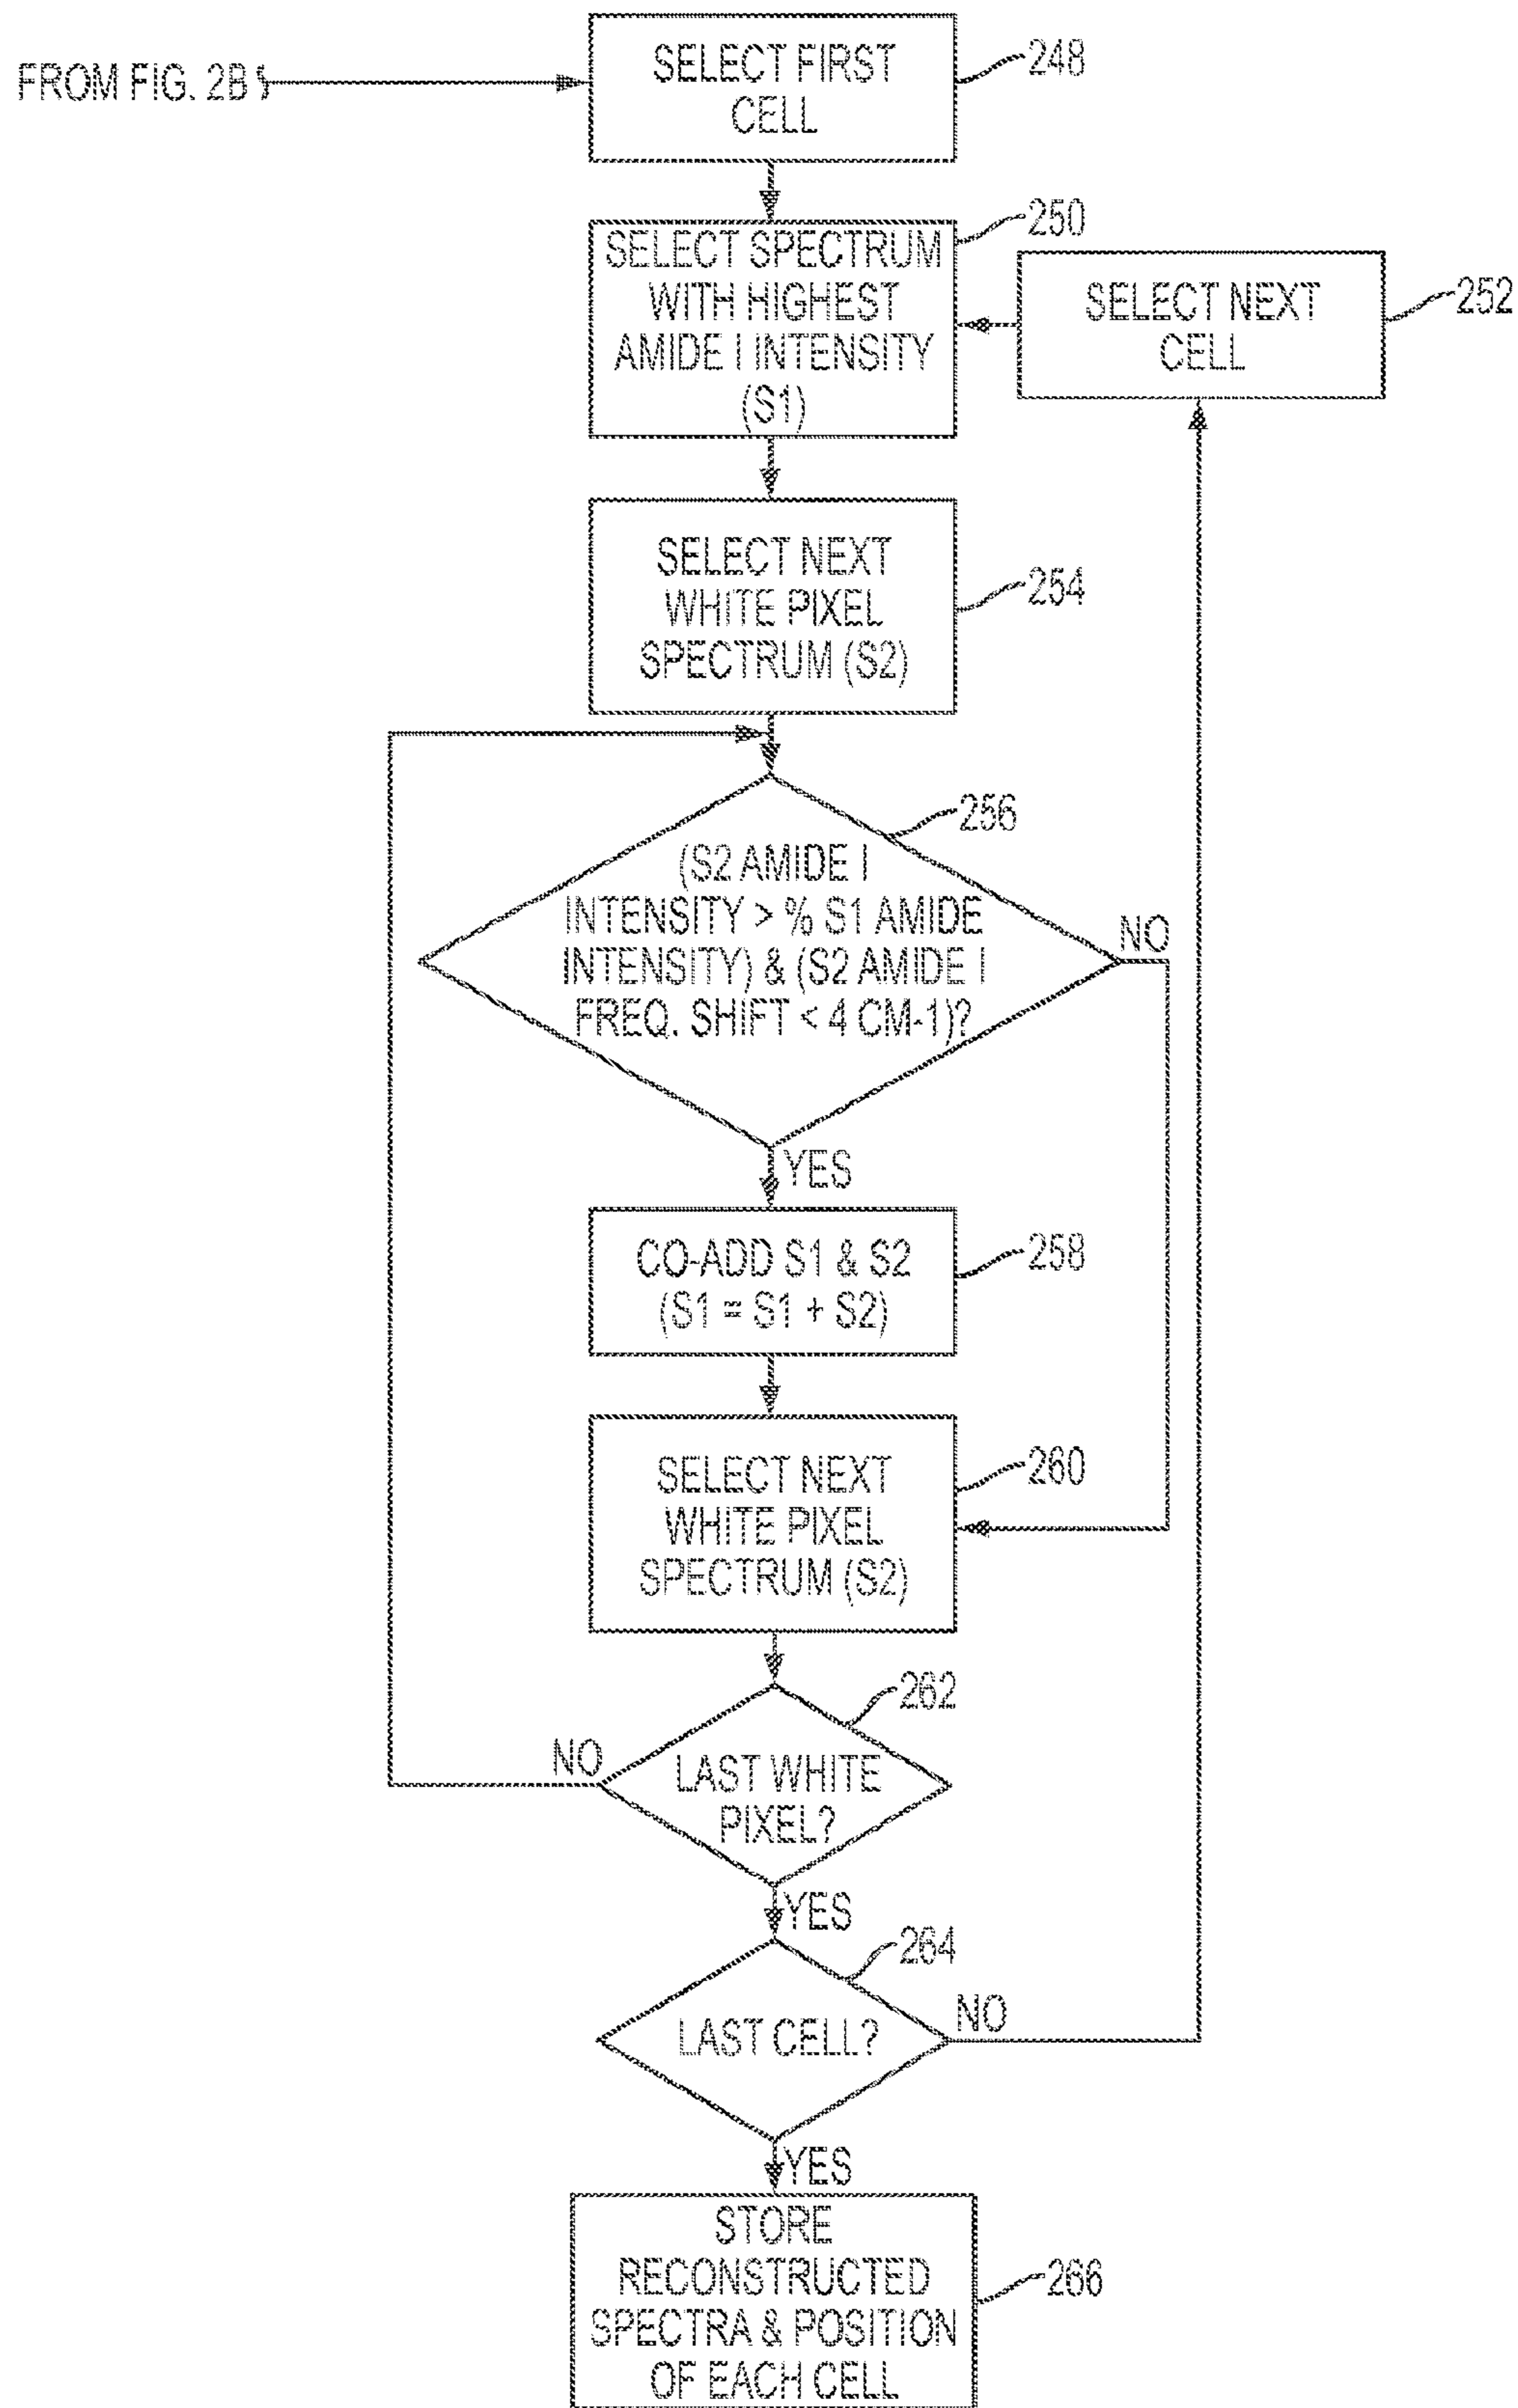 FROM FIG. 2B
SELECT FIRST
CELL
248
SELECT SPECTRUM
WITH HIGHEST
AMIDE I INTENSITY
(S1)
250
SELECT NEXT
CELL
252
SELECT NEXT
WHITE PIXEL
SPECTRUM (S2)
254
(S2 AMIDE I
INTENSITY > % S1 AMIDE
INTENSITY) & (S2 AMIDE I
FREQ. SHIFT < 4 CM-1)?
256
NO
YES
CO-ADD S1 & S2
(S1 = S1 + S2)
258
SELECT NEXT
WHITE PIXEL
SPECTRUM (S2)
260
LAST WHITE
PIXEL?
262
NO
YES
LAST CELL?
264
NO
YES
STORE
RECONSTRUCTED
SPECTRA & POSITION
OF EACH CELL
266